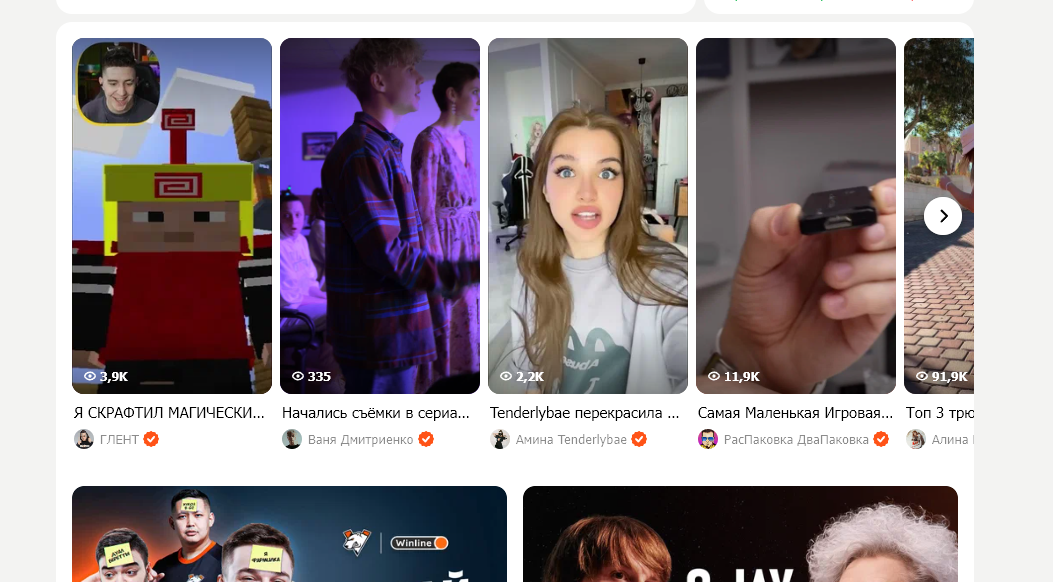 3,9K
335
2,2K
11,9K
91,9K
Я СКРАФТИЛ МАГИЧЕСКИ...
Начались съёмки в сериа...
Tenderlybae перекрасила ...
Самая Маленькая Игровая...
Топ 3 трю
ГЛЕНТ
Ваня Дмитриенко
Амина Tenderlybae
РасПаковка ДваПаковка
Алина
Winline
Я